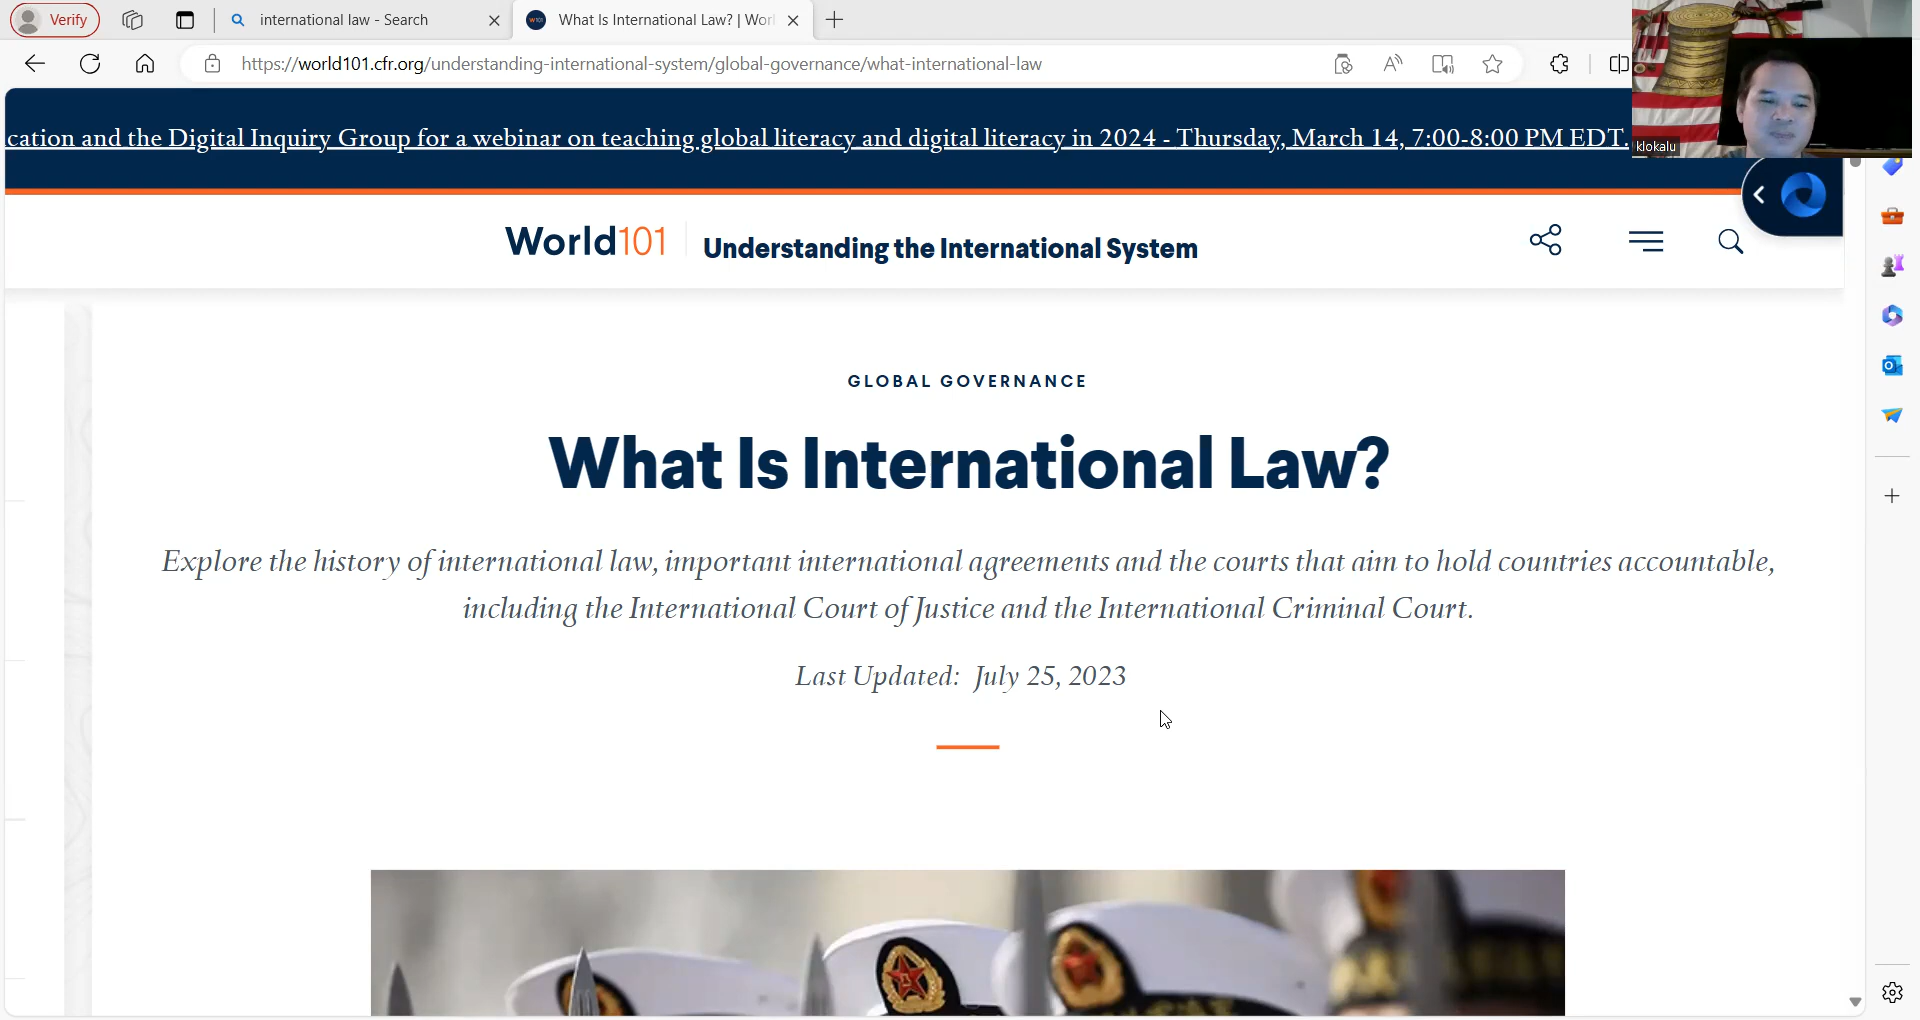 Verify
international law - Search
What Is International Law? | Wor
https://world101.cfr.org/understanding-international-system/global-governance/what-international-law
klokalu
cation and the Digital Inquiry Group for a webinar on teaching global literacy and digital literacy in 2024 - Thursday, March 14, 7:00-8:00 PM EDT.
World101
Understanding the International System
GLOBAL GOVERNANCE
What Is International Law?
Explore the history of international law, important international agreements and the courts that aim to hold countries accountable,
including the International Court of Justice and the International Criminal Court.
Last Updated: July 25, 2023